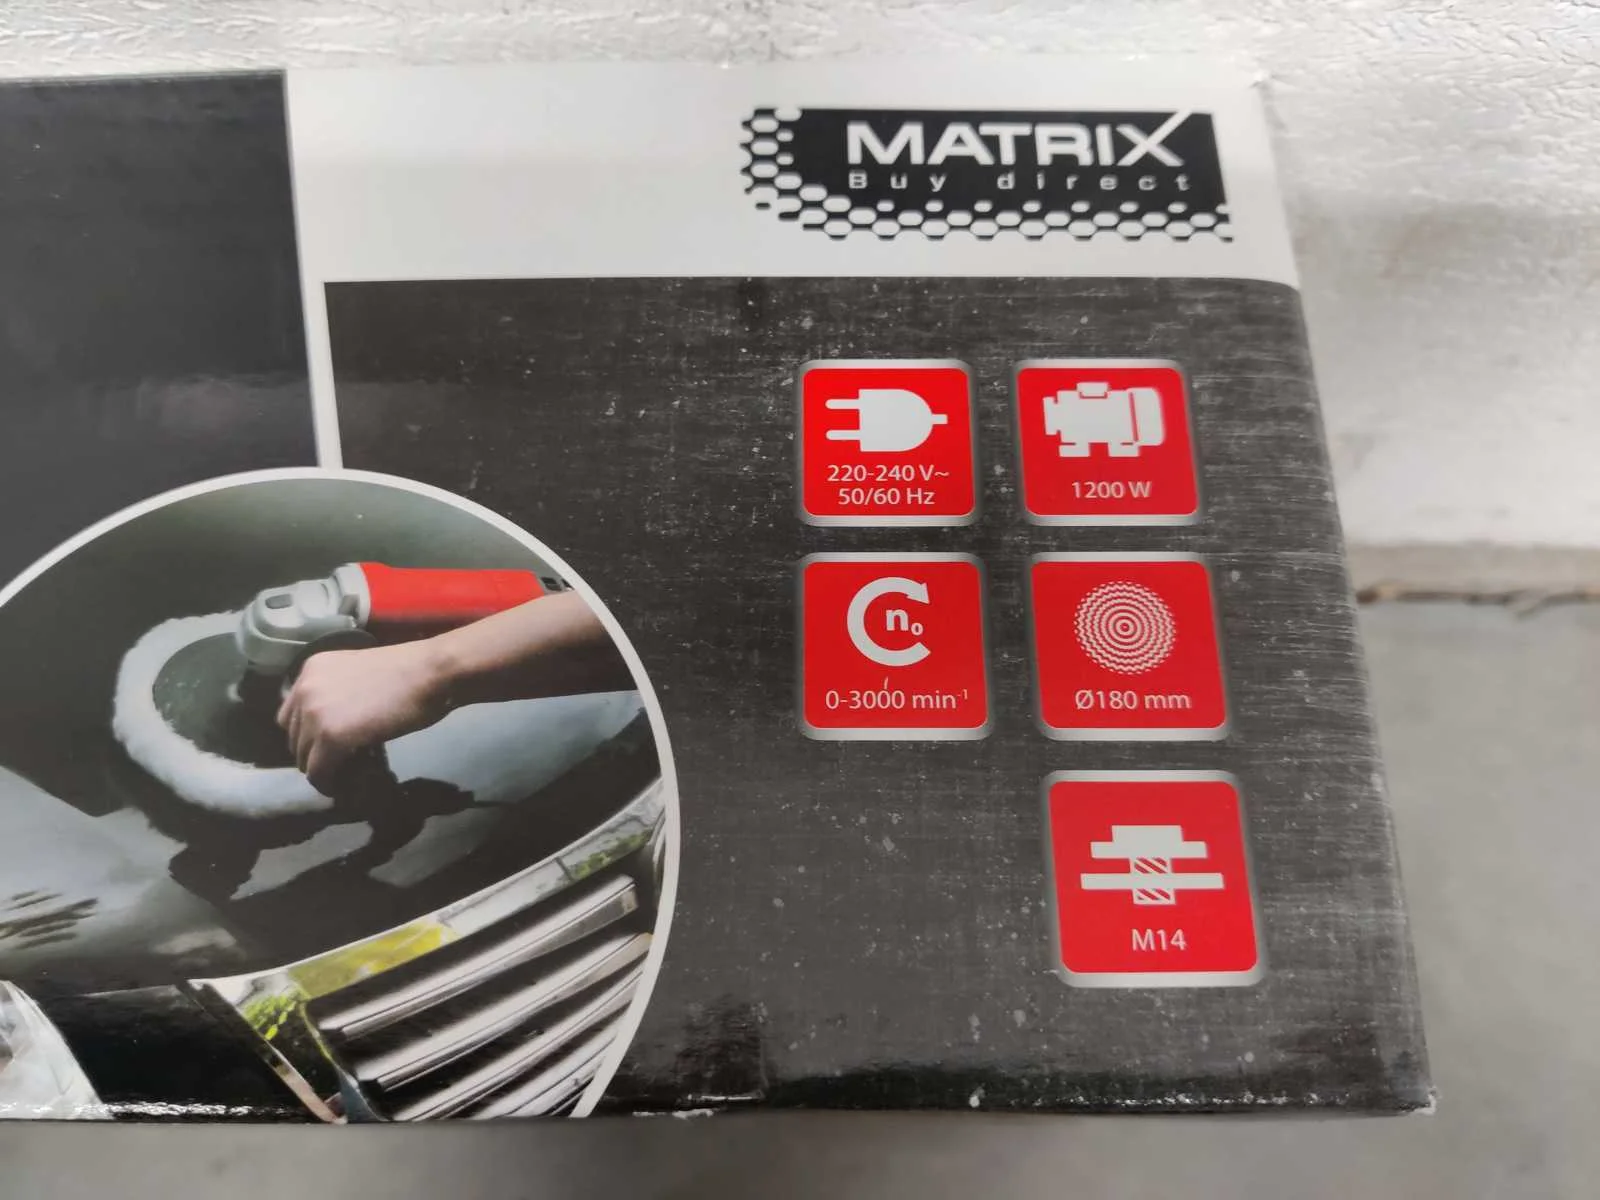 MATRIX
Buy direct
220-240 V~
50/60 Hz
1200 W
n₀
0-3000 min⁻¹
Ø180 mm
M14